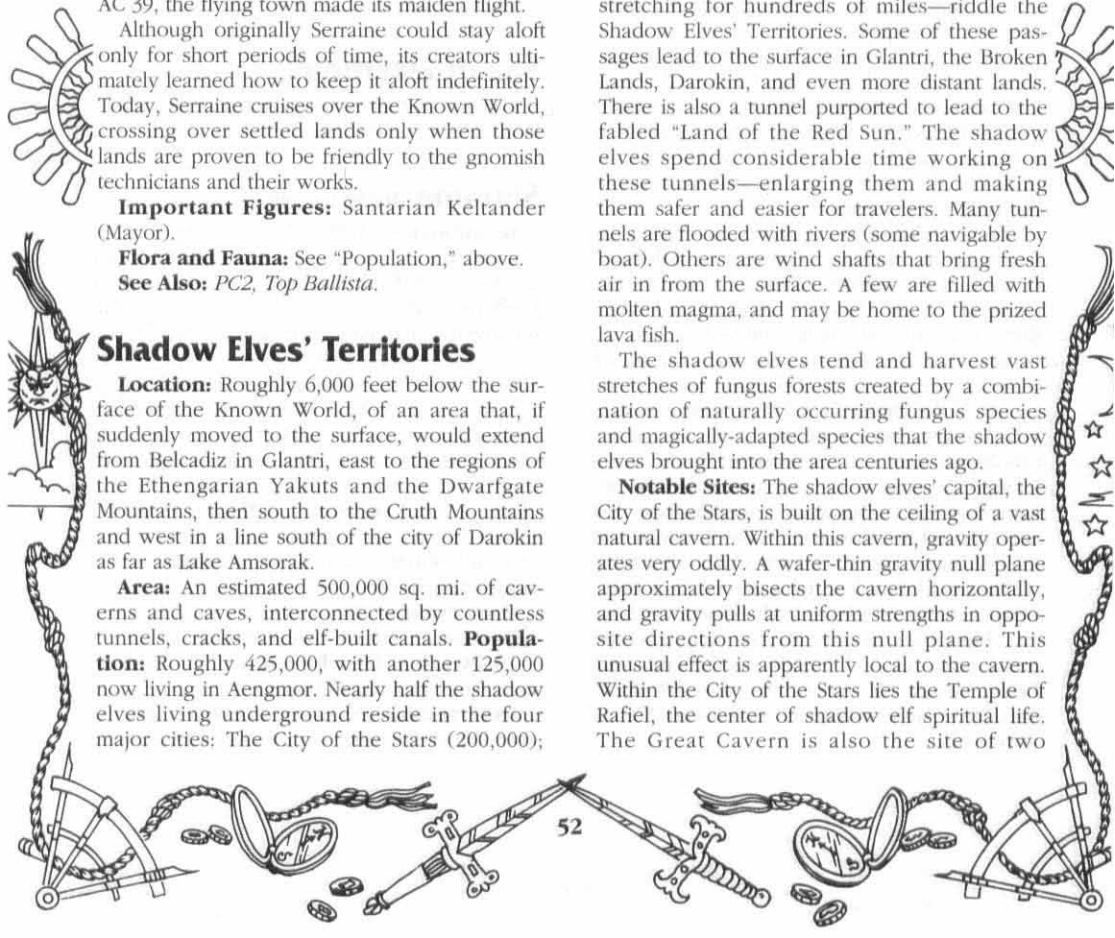 AC 39, the flying town made its maiden flight.
Although originally Serraine could stay aloft
only for short periods of time, its creators ulti-
mately learned how to keep it aloft indefinitely.
Today, Serraine cruises over the Known World,
crossing over settled lands only when those
lands are proven to be friendly to the gnomish
technicians and their works.
Important Figures: Santarian Keltander
(Mayor).
Flora and Fauna: See "Population," above.
See Also: PC2, Top Ballista.
Shadow Elves' Territories
Location: Roughly 6,000 feet below the sur-
face of the Known World, of an area that, if
suddenly moved to the surface, would extend
from Belcadiz in Glantri, east to the regions of
the Ethengarian Yakuts and the Dwarfgate
Mountains, then south to the Cruth Mountains
and west in a line south of the city of Darokin
as far as Lake Amsorak.
Area: An estimated 500,000 sq. mi. of cav-
erns and caves, interconnected by countless
tunnels, cracks, and elf-built canals. Popula-
tion: Roughly 425,000, with another 125,000
now living in Aengmor. Nearly half the shadow
elves living underground reside in the four
major cities: The City of the Stars (200,000);
stretching for hundreds of miles—riddle the
Shadow Elves' Territories. Some of these pas-
sages lead to the surface in Glantri, the Broken
Lands, Darokin, and even more distant lands.
There is also a tunnel purported to lead to the
fabled "Land of the Red Sun." The shadow
elves spend considerable time working on
these tunnels—enlarging them and making
them safer and easier for travelers. Many tun-
nels are flooded with rivers (some navigable by
boat). Others are wind shafts that bring fresh
air in from the surface. A few are filled with
molten magma, and may be home to the prized
lava fish.
The shadow elves tend and harvest vast
stretches of fungus forests created by a combi-
nation of naturally occurring fungus species
and magically-adapted species that the shadow
elves brought into the area centuries ago.
Notable Sites: The shadow elves' capital, the
City of the Stars, is built on the ceiling of a vast
natural cavern. Within this cavern, gravity oper-
ates very oddly. A wafer-thin gravity null plane
approximately bisects the cavern horizontally,
and gravity pulls at uniform strengths in oppo-
site directions from this null plane. This
unusual effect is apparently local to the cavern.
Within the City of the Stars lies the Temple of
Rafiel, the center of shadow elf spiritual life.
The Great Cavern is also the site of two
52